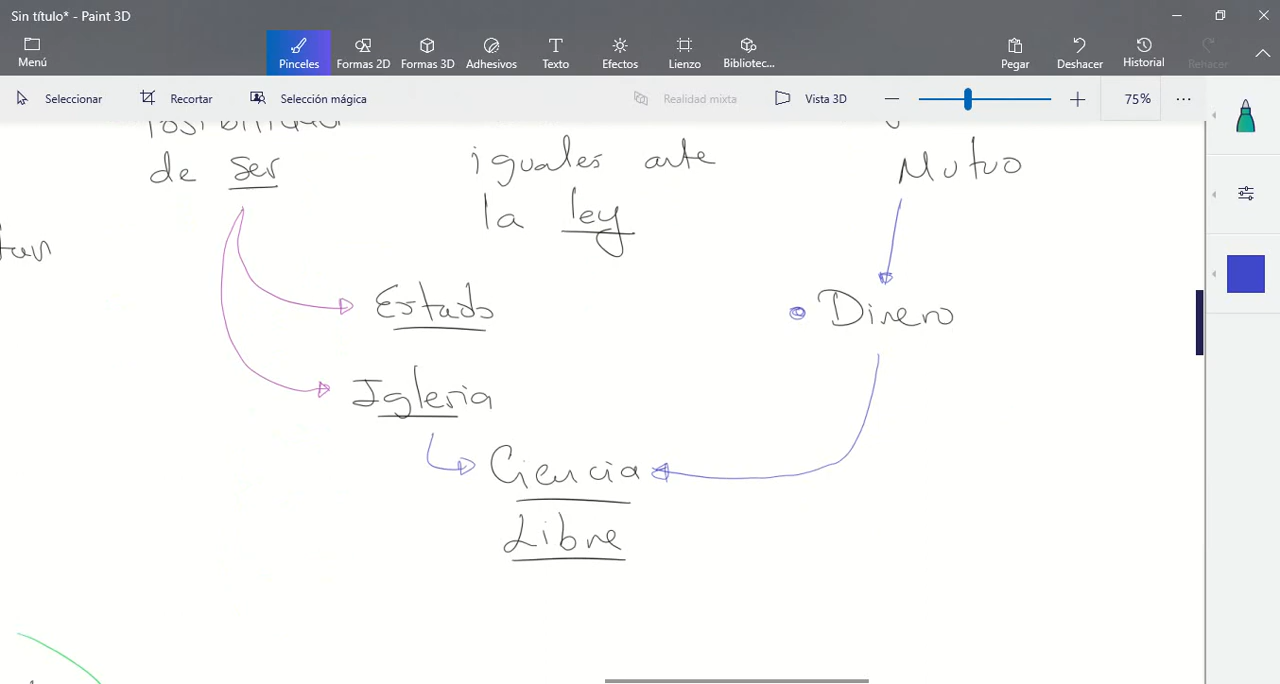 Sin título* - Paint 3D
Menú
Pinceles
Formas 2D
Formas 3D
Adhesivos
Texto
Efectos
Lienzo
Bibliotec...
Pegar
Deshacer
Historial
Rehacer
Seleccionar
Recortar
Selección mágica
Realidad mixta
Vista 3D
75%
de ser
iguales ante
la ley
Mutuo
Estado
Dinero
Iglesia
Ciencia
Libre